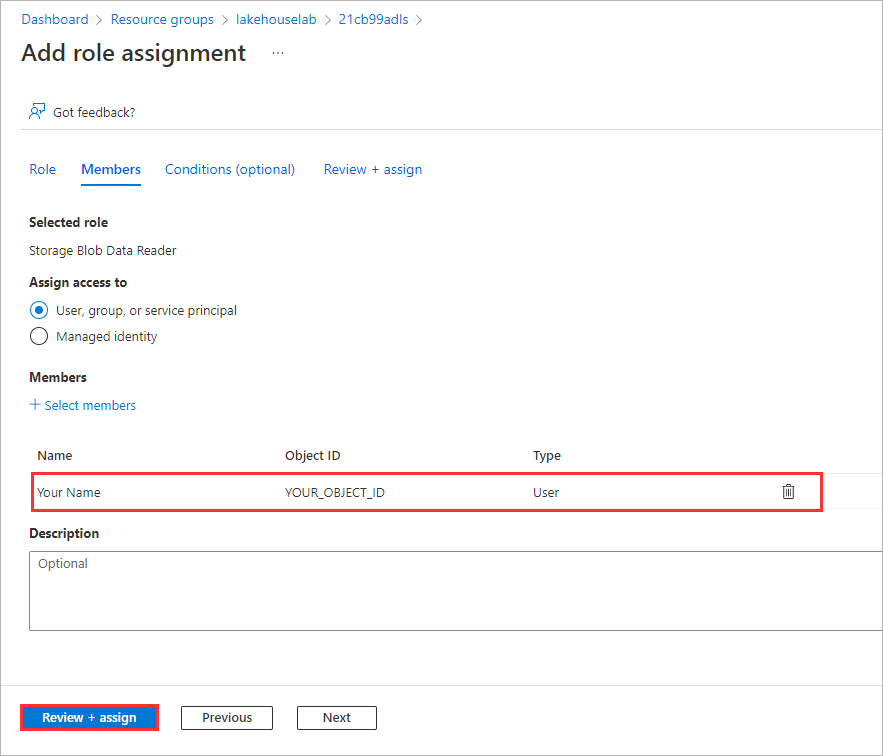 Dashboard > Resource groups > lakehouselab > 21cb99adls >
Add role assignment ...
Got feedback?
Role Members Conditions (optional) Review + assign
Selected role
Storage Blob Data Reader
Assign access to
User, group, or service principal
Managed identity
Members
+ Select members
Name Object ID Type
Your Name YOUR_OBJECT_ID User
Description
Optional
Review + assign Previous Next